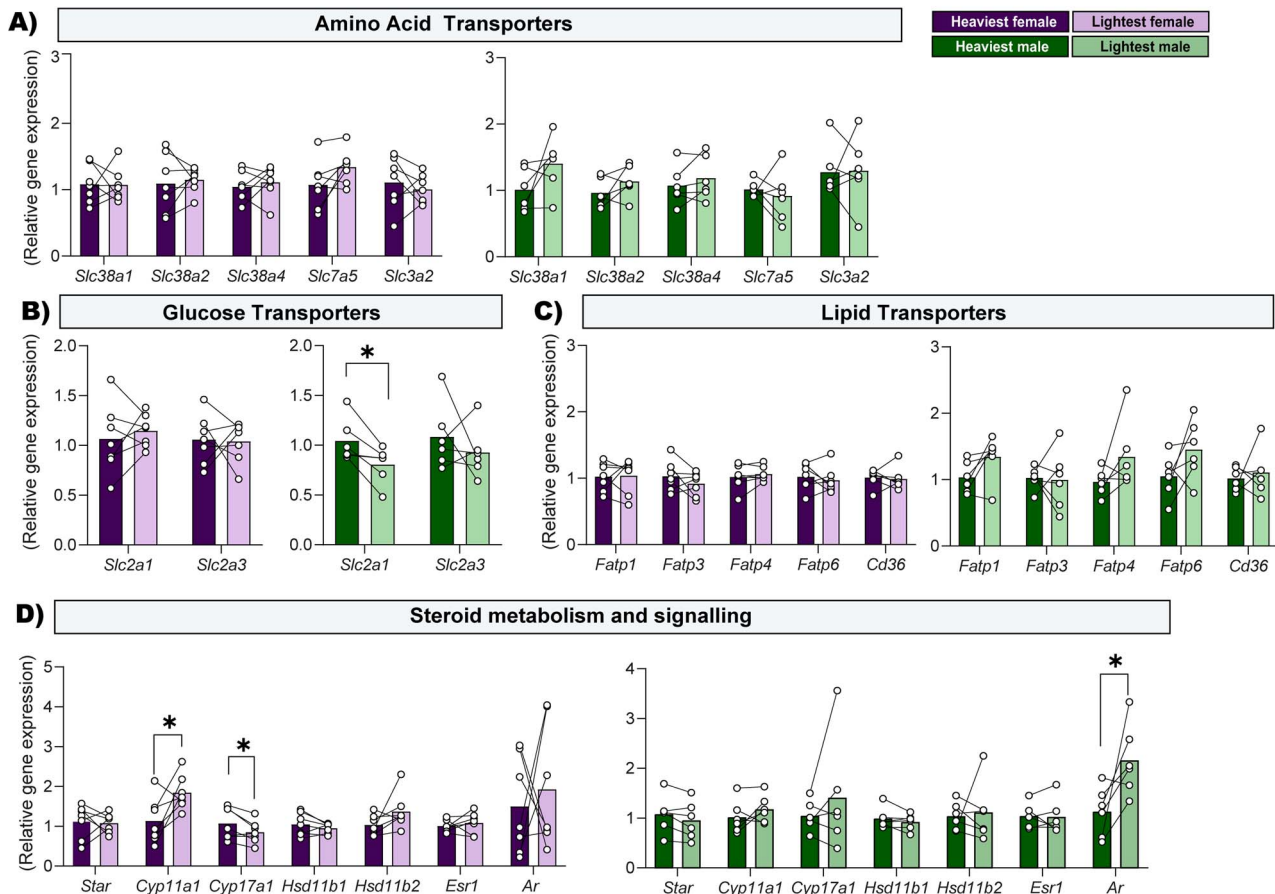 A)
Amino Acid Transporters
Heaviest female
Lightest female
Heaviest male
Lightest male
(Relative gene expression)
3
2
1
0
Slc38a1 Slc38a2 Slc38a4 Slc7a5 Slc3a2
3
2
1
0
Slc38a1 Slc38a2 Slc38a4 Slc7a5 Slc3a2
B)
Glucose Transporters
(Relative gene expression)
2.0
1.5
1.0
0.5
0.0
Slc2a1 Slc2a3
2.0
1.5
1.0
0.5
0.0
*
Slc2a1 Slc2a3
C)
Lipid Transporters
(Relative gene expression)
3
2
1
0
Fatp1 Fatp3 Fatp4 Fatp6 Cd36
3
2
1
0
Fatp1 Fatp3 Fatp4 Fatp6 Cd36
D)
Steroid metabolism and signalling
(Relative gene expression)
5
4
3
2
1
0
*
*
Star Cyp11a1 Cyp17a1 Hsd11b1 Hsd11b2 Esr1 Ar
4
3
2
1
0
*
Star Cyp11a1 Cyp17a1 Hsd11b1 Hsd11b2 Esr1 Ar